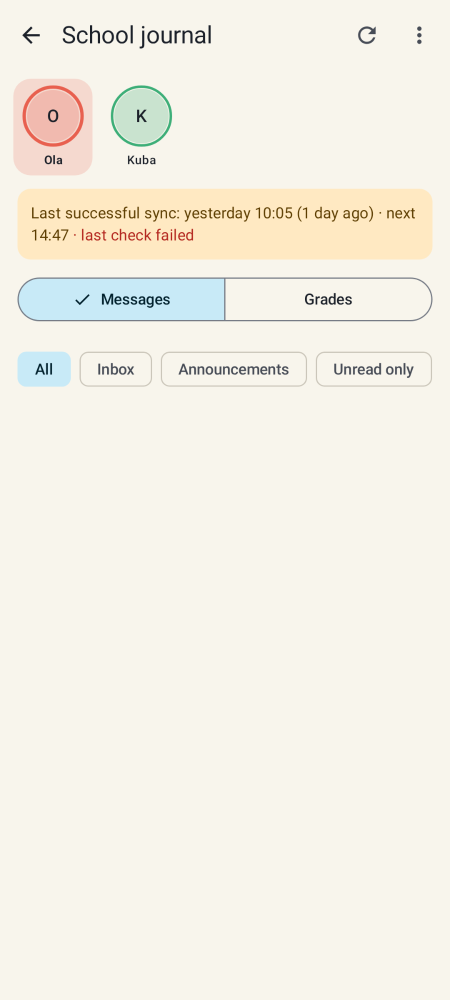 School journal
O
K
Ola
Kuba
Last successful sync: yesterday 10:05 (1 day ago) · next
14:47 · last check failed
Messages
Grades
All
Inbox
Announcements
Unread only